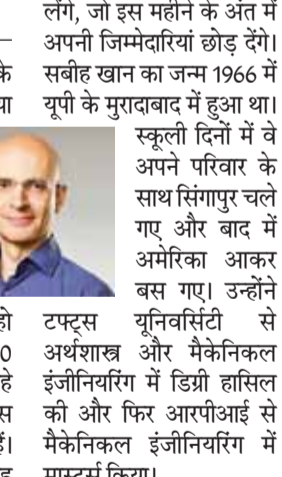 लेंगे, जो इस महीने के अंत में
अपनी जिम्मेदारियां छोड़ देंगे।
सबीह खान का जन्म 1966 में
यूपी के मुरादाबाद में हुआ था।
स्कूली दिनों में वे
अपने परिवार के
साथ सिंगापुर चले
गए और बाद में
अमेरिका आकर
बस गए। उन्होंने
टफ्ट्स यूनिवर्सिटी से
अर्थशास्त्र और मैकेनिकल
इंजीनियरिंग में डिग्री हासिल
की और फिर आरपीआई से
मैकेनिकल इंजीनियरिंग में
मास्टर्स किया।